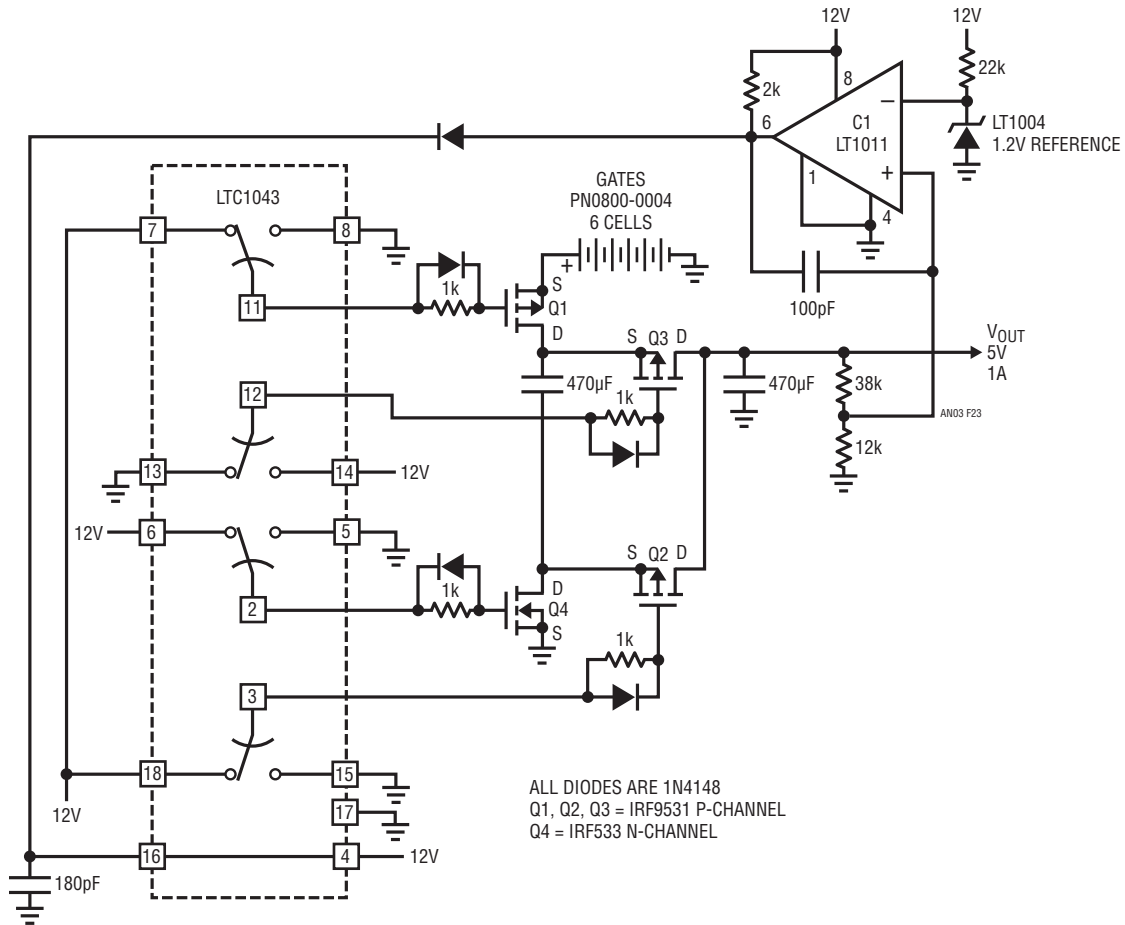 12V
12V
22k
2k
8
6
−
C1
LT1011
LT1004
1.2V REFERENCE
+
1
4
LTC1043
GATES
PN0800-0004
6 CELLS
7
8
+
S
Q1
D
1k
11
100pF
VOUT
5V
1A
S Q3 D
12
470µF
1k
470µF
38k
AN03 F23
12k
13
14
12V
12V
6
5
S Q2 D
1k
D
Q4
S
2
1k
3
18
15
12V
17
ALL DIODES ARE 1N4148
Q1, Q2, Q3 = IRF9531 P-CHANNEL
Q4 = IRF533 N-CHANNEL
16
4
12V
180pF